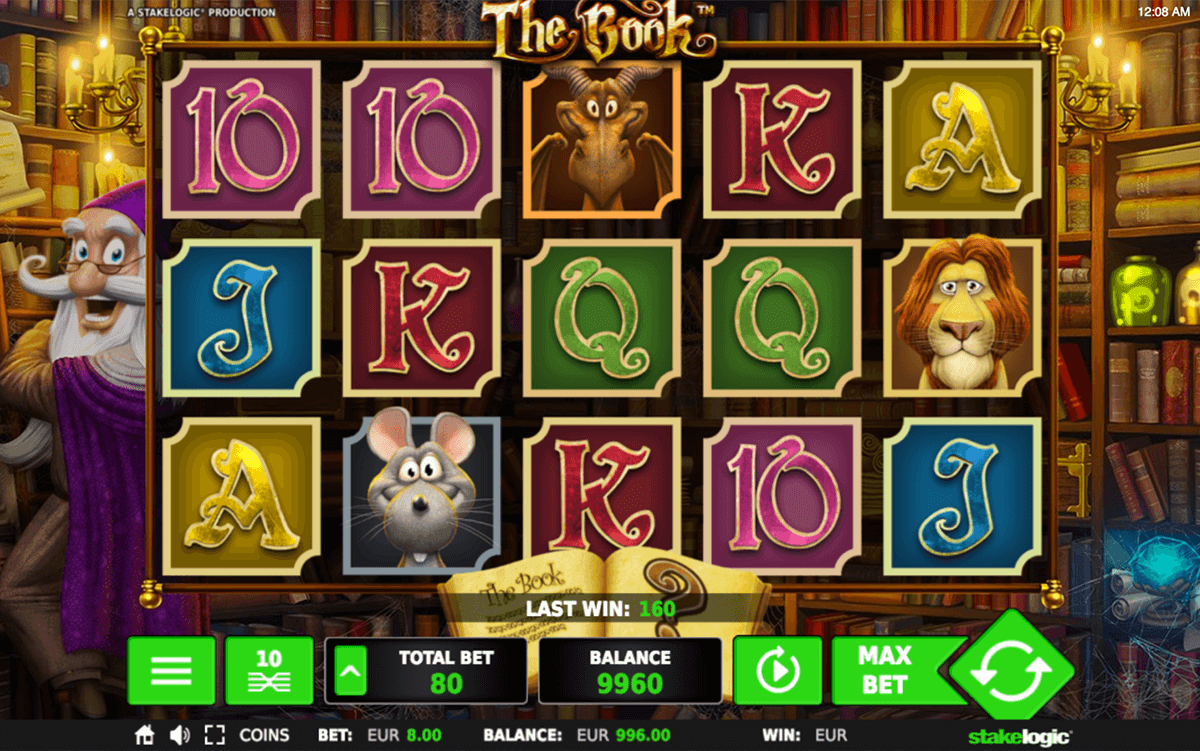 A STAKELOGIC® PRODUCTION
The Book™
12:08 AM
10 10 K A
J K Q Q
A K 10 J
The Book
LAST WIN: 160
10
TOTAL BET
80
BALANCE
9960
MAX
BET
COINS BET: EUR 8.00 BALANCE: EUR 996.00 WIN: EUR
stakelogic®